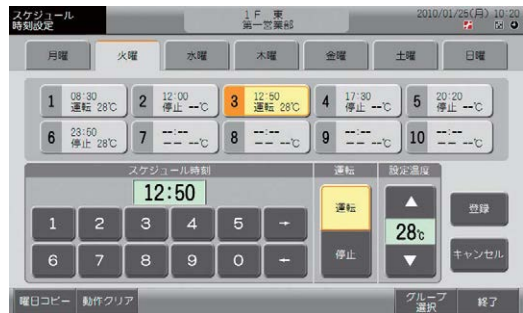 スケジュール
時刻設定
1F 東
第一営業部
2010/01/25(月) 10:20
月曜 火曜 水曜 木曜 金曜 土曜 日曜
1 08:30 運転 28℃
2 12:00 停止 --℃
3 12:50 運転 28℃
4 17:30 停止 --℃
5 20:20 停止 --℃
6 23:50 停止 28℃
7 --:-- -- --℃
8 --:-- -- --℃
9 --:-- -- --℃
10 --:-- -- --℃
スケジュール時刻
12:50
1 2 3 4 5 →
6 7 8 9 0 ←
運転
運転
停止
設定温度
▲
28℃
▼
登録
キャンセル
曜日コピー
動作クリア
グループ
選択
終了